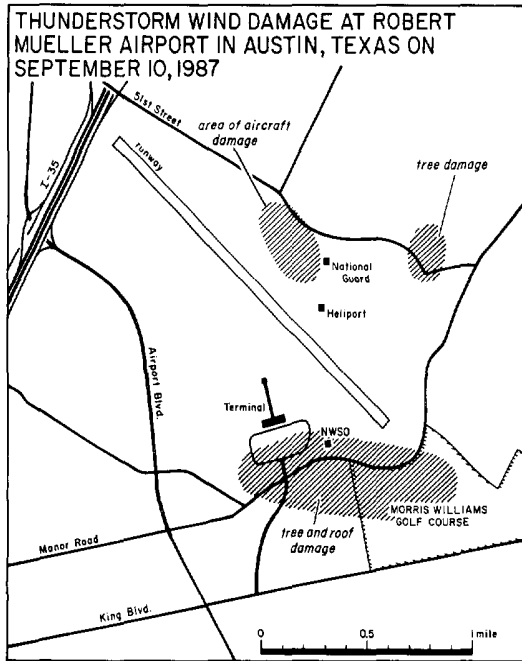 THUNDERSTORM WIND DAMAGE AT ROBERT
MUELLER AIRPORT IN AUSTIN, TEXAS ON
SEPTEMBER 10, 1987
51st Street
area of aircraft
damage
I-35
runway
tree damage
National
Guard
Heliport
Airport Blvd.
Terminal
NWSO
MORRIS WILLIAMS
GOLF COURSE
tree and roof
damage
Manor Road
King Blvd.
0 0.5 1 mile